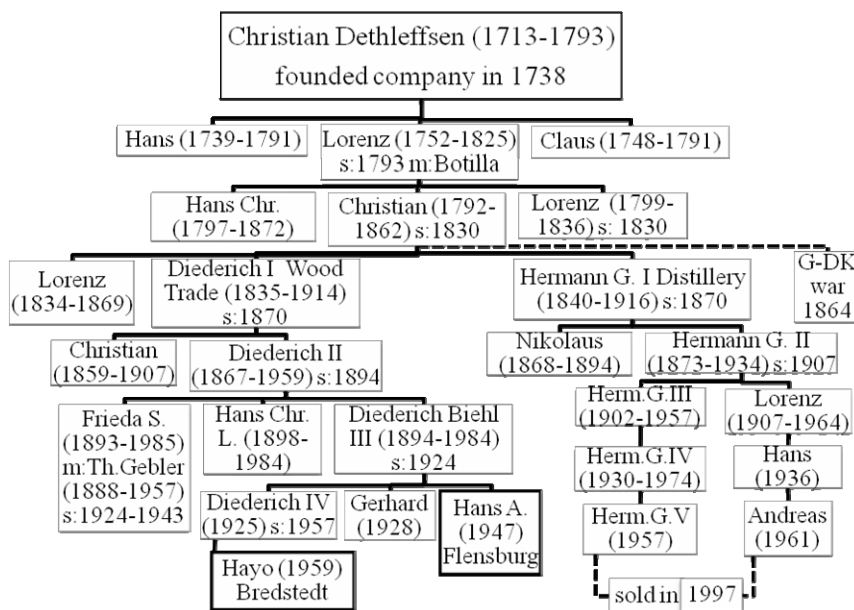 Christian Dethleffsen (1713-1793)
founded company in 1738
Hans (1739-1791)
Lorenz (1752-1825)
s:1793 m:Botilla
Claus (1748-1791)
Hans Chr.
(1797-1872)
Christian (1792-
1862) s:1830
Lorenz (1799-
1836) s: 1830
Lorenz
(1834-1869)
Diederich I Wood
Trade (1835-1914)
s:1870
Hermann G. I Distillery
(1840-1916) s:1870
G-DK
war
1864
Christian
(1859-1907)
Diederich II
(1867-1959) s:1894
Nikolaus
(1868-1894)
Hermann G. II
(1873-1934) s:1907
Frieda S.
(1893-1985)
m:Th.Gebler
(1888-1957)
s:1924-1943
Hans Chr.
L. (1898-
1984)
Diederich Biehl
III (1894-1984)
s:1924
Herm.G.III
(1902-1957)
Lorenz
(1907-1964)
Herm.G.IV
(1930-1974)
Hans
(1936)
Diederich IV
(1925) s:1957
Gerhard
(1928)
Hans A.
(1947)
Flensburg
Herm.G.V
(1957)
Andreas
(1961)
Hayo (1959)
Bredstedt
sold in 1997